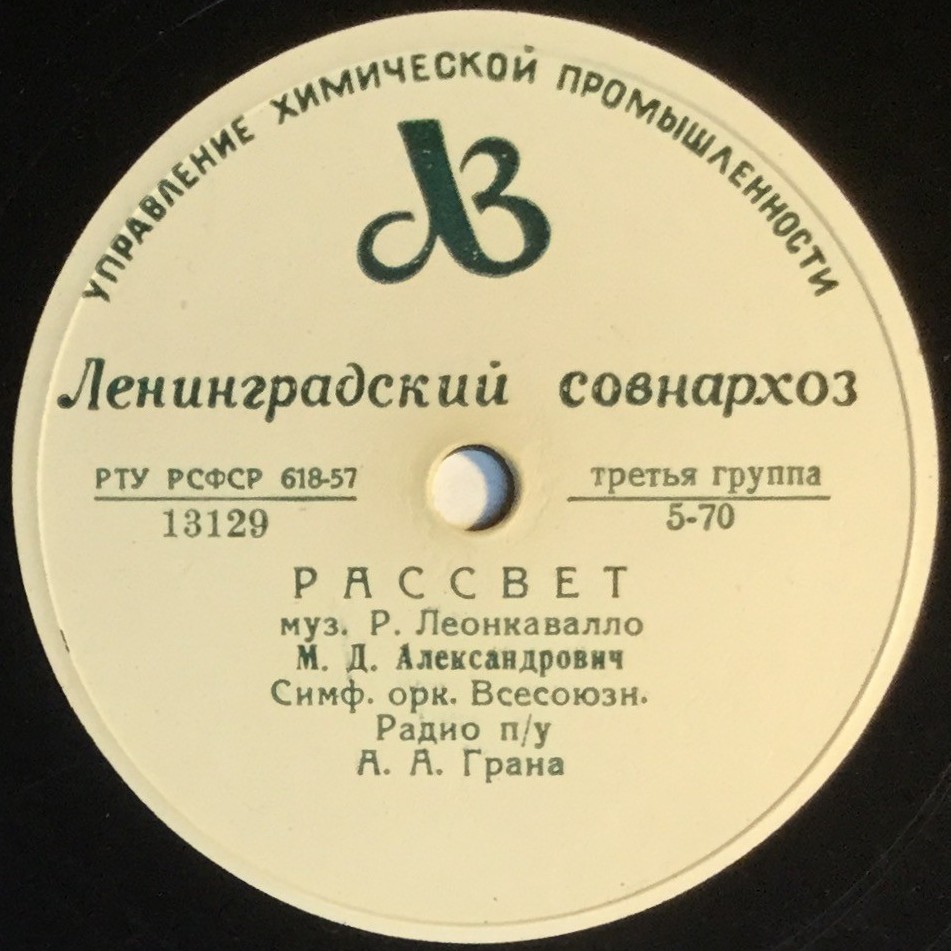 УПРАВЛЕНИЕ ХИМИЧЕСКОЙ ПРОМЫШЛЕННОСТИ
ЛЗ
Ленинградский совнархоз
РТУ РСФСР 618-57
13129
третья группа
5-70
РАССВЕТ
муз. Р. Леонкавалло
М. Д. Александрович
Симф. орк. Всесоюзн.
Радио п/у
А. А. Грана